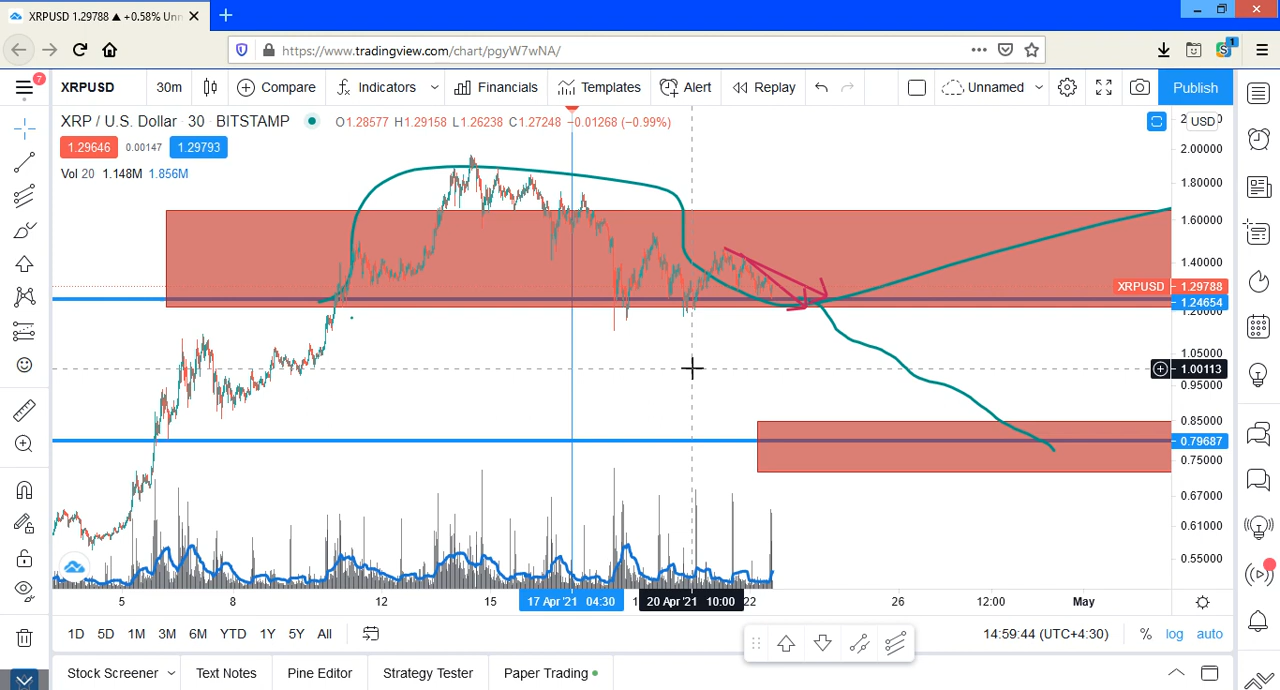 XRPUSD 1.29788 ▲ +0.58% Unn
https://www.tradingview.com/chart/pgyW7wNA/
S 1
7
XRPUSD 30m Compare Indicators Financials Templates Alert Replay Unnamed Publish
XRP / U.S. Dollar · 30 · BITSTAMP O1.28577 H1.29158 L1.26238 C1.27248 −0.01268 (−0.99%)
USD
1.29646 0.00147 1.29793
Vol 20 1.148M 1.856M
2.00000
1.80000
1.60000
1.40000
XRPUSD 1.29788
1.24654
1.20000
1.05000
1.00113
0.95000
0.85000
0.79687
0.75000
0.67000
0.61000
0.55000
5 8 12 15 17 Apr '21 04:30 20 Apr '21 10:00 22 26 12:00 May
1D 5D 1M 3M 6M YTD 1Y 5Y All 14:59:44 (UTC+4:30) % log auto
Stock Screener Text Notes Pine Editor Strategy Tester Paper Trading